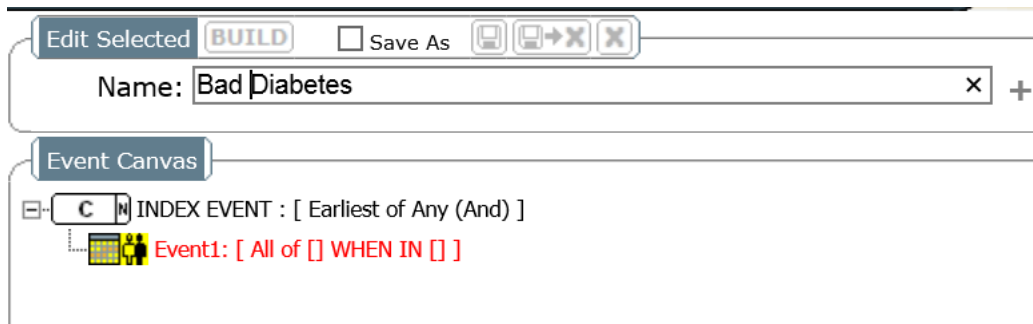 Edit Selected BUILD Save As
Name: Bad Diabetes
Event Canvas
C N INDEX EVENT : [ Earliest of Any (And) ]
Event1: [ All of [] WHEN IN [] ]